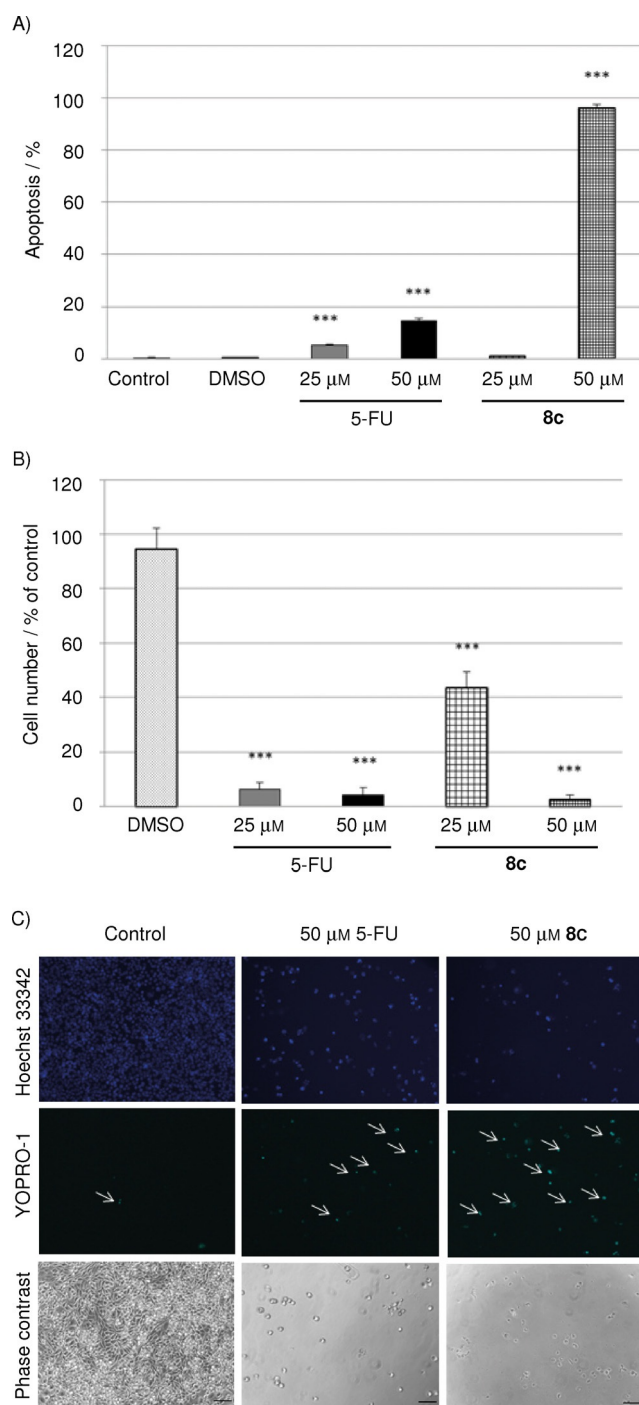 A)
Apoptosis / %
120
100
80
60
40
20
0
***
***
***
Control DMSO 25 µM 50 µM 25 µM 50 µM
5-FU 8c
B)
Cell number / % of control
120
100
80
60
40
20
0
***
***
***
***
DMSO 25 µM 50 µM 25 µM 50 µM
5-FU 8c
C)
Control 50 µM 5-FU 50 µM 8c
Hoechst 33342
YOPRO-1
Phase contrast